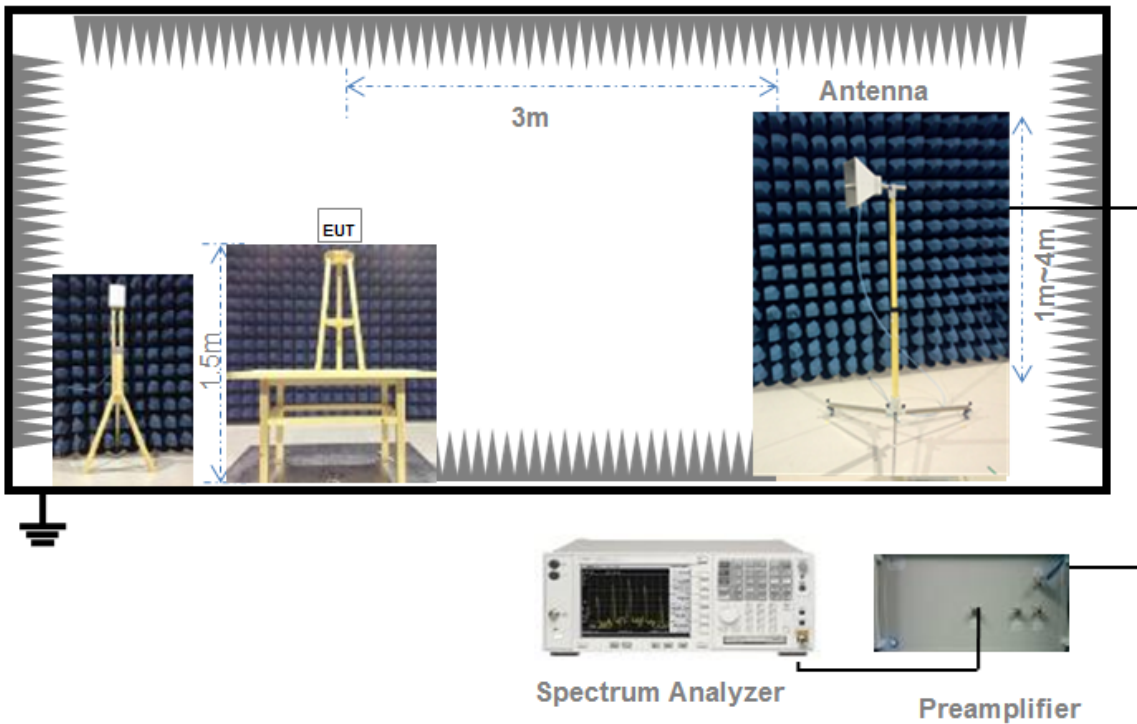 Antenna
3m
EUT
1.5m
1m~4m
Spectrum Analyzer
Preamplifier